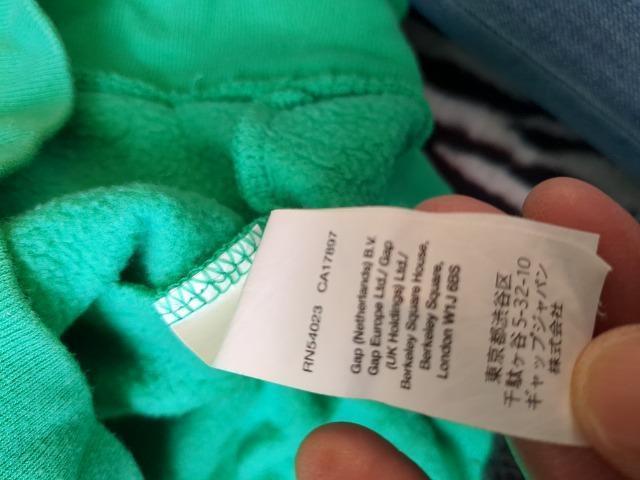 RN54023 CA17897
Gap (Netherlands) B.V.
Gap Europe Ltd./ Gap
(UK Holdings) Ltd./
Berkeley Square House,
Berkeley Square,
London W1J 6BS
東京都渋谷区
千駄ヶ谷5-32-10
ギャップジャパン
株式会社